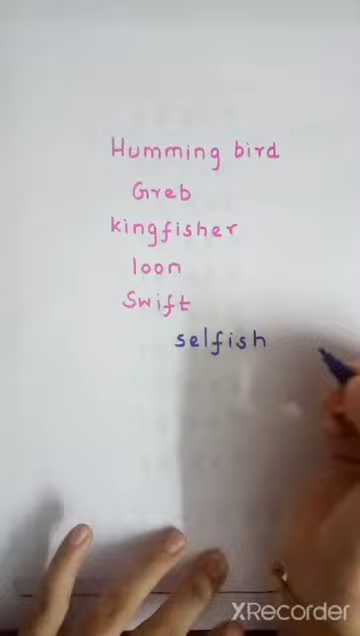 Humming bird
Greb
kingfisher
loon
Swift
selfish
XRecorder